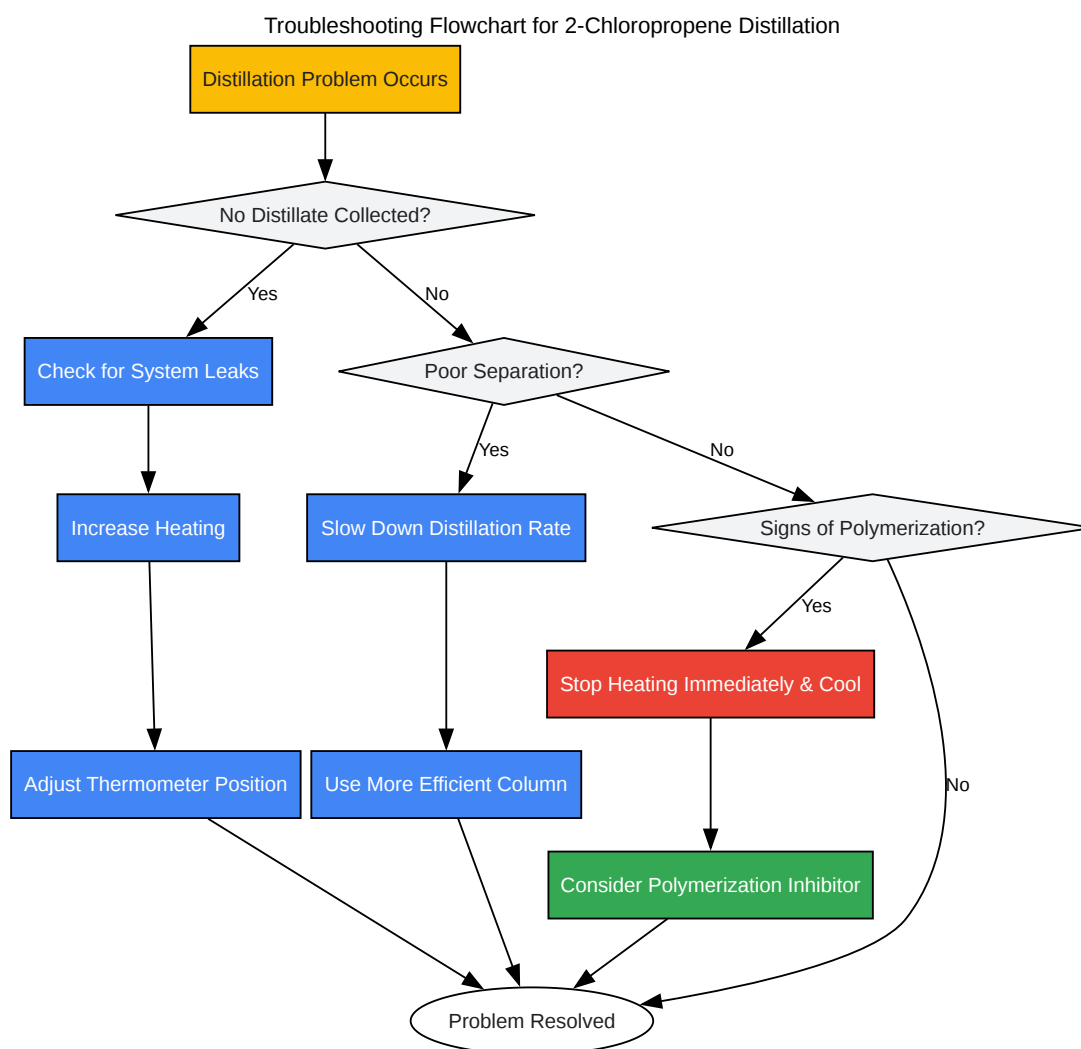 Troubleshooting Flowchart for 2-Chloropropene Distillation
Distillation Problem Occurs
No Distillate Collected?
Yes
No
Check for System Leaks
Poor Separation?
Yes
No
Increase Heating
Slow Down Distillation Rate
Signs of Polymerization?
Yes
Stop Heating Immediately & Cool
Adjust Thermometer Position
Use More Efficient Column
No
Consider Polymerization Inhibitor
Problem Resolved